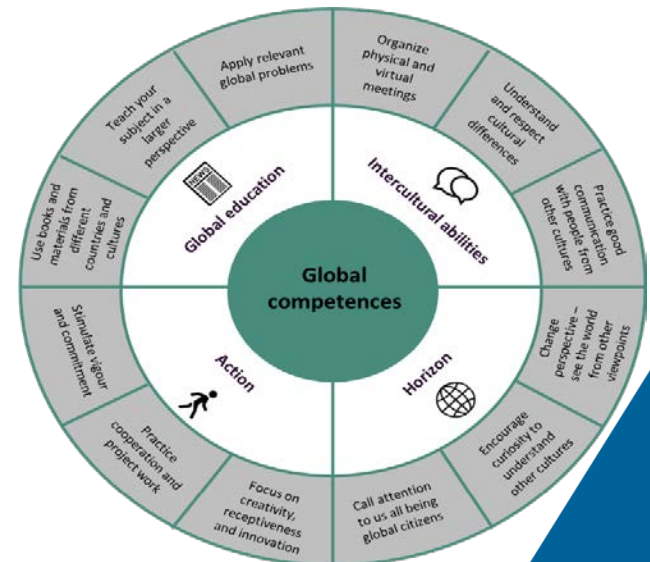 Global
competences
Global education
NEWS
Intercultural abilities
Horizon
Action
Use books and
materials from
different
countries and
cultures
Teach your
subject in a
larger
perspective
Apply relevant
global problems
Organize
physical and
virtual
meetings
Understand
and respect
cultural
differences
Practice good
communication
with people from
other cultures
Change
perspective –
see the world
from other
viewpoints
Encourage
curiosity to
understand
other cultures
Call attention
to us all being
global citizens
Focus on
creativity,
receptiveness
and innovation
Practice
cooperation and
project work
Stimulate vigour
and commitment